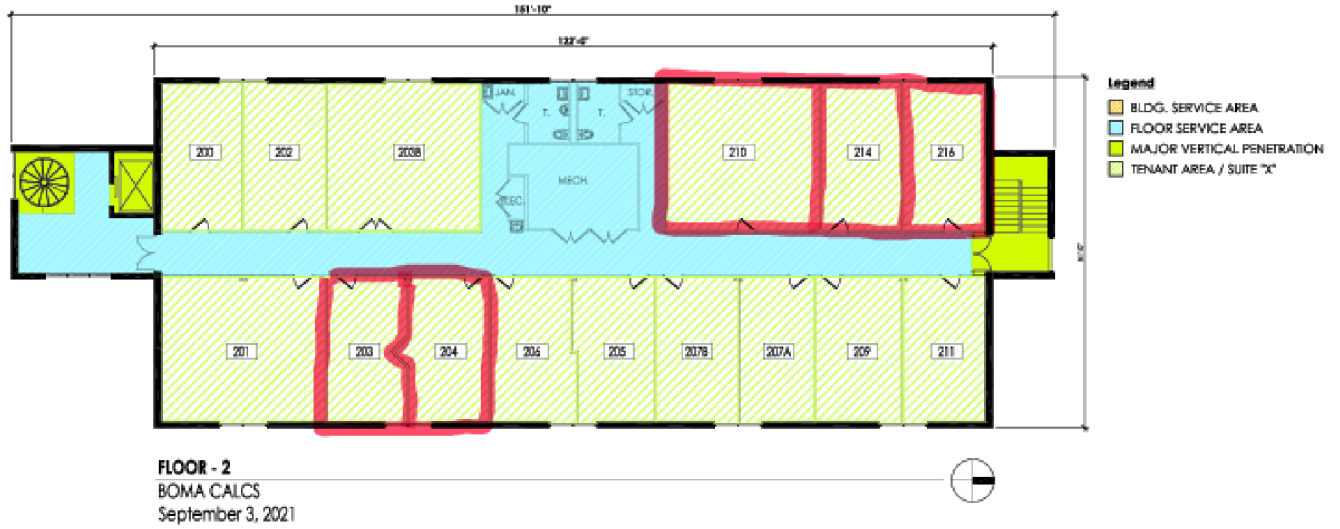 151'-10"
122'-0"
Legend
BLDG. SERVICE AREA
FLOOR SERVICE AREA
MAJOR VERTICAL PENETRATION
TENANT AREA / SUITE "X"
JAN.
STOR.
T.
T.
200
202
203B
210
214
216
MECH.
ELEC.
201
203
204
206
205
207B
207A
209
211
FLOOR - 2
BOMA CALCS
September 3, 2021